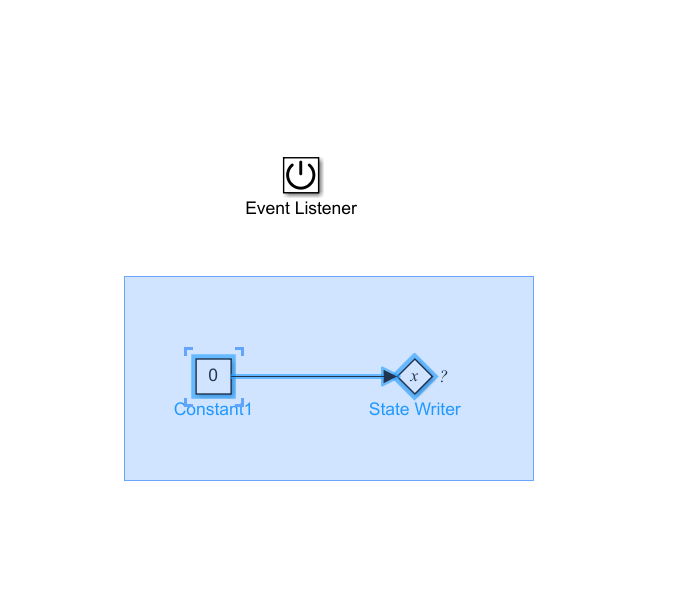 Event Listener
0
x ?
Constant1
State Writer